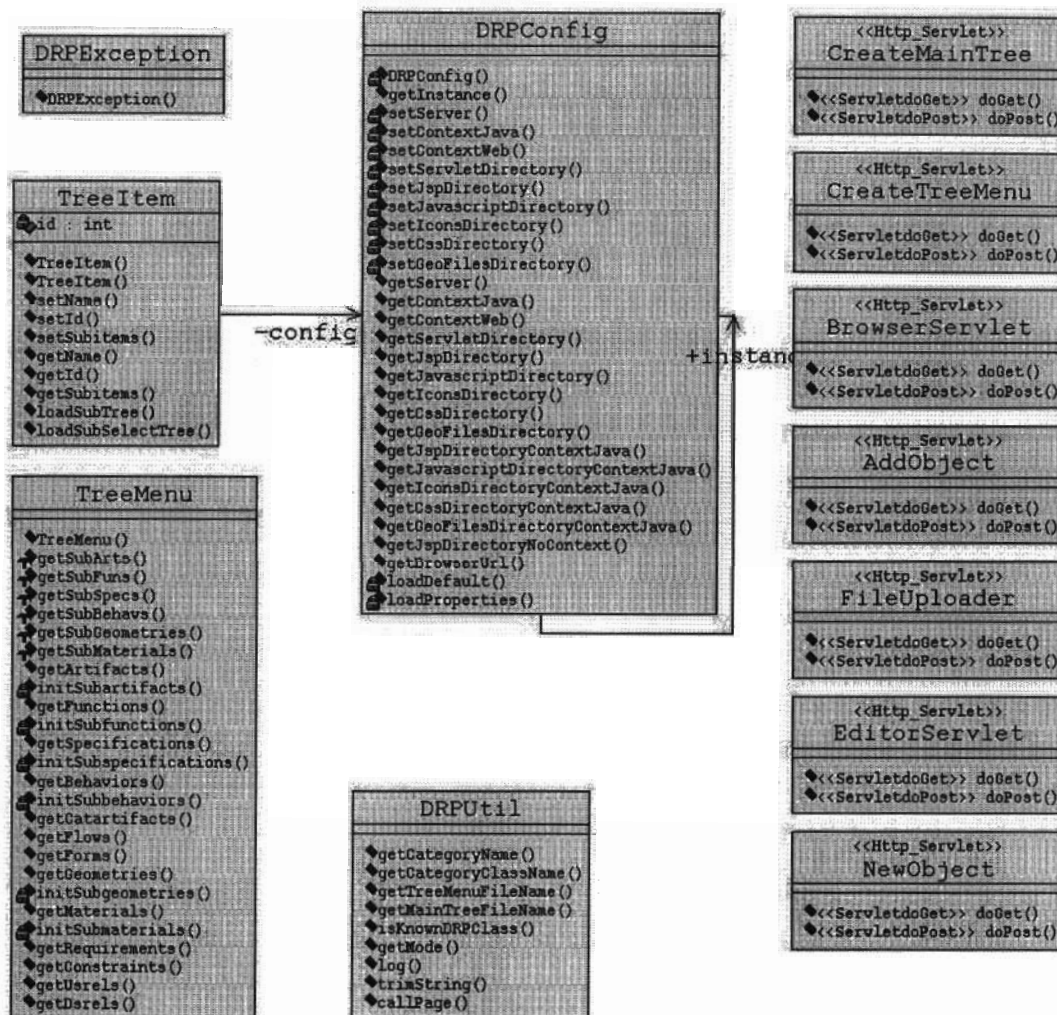 DRPException
DRPException()
TreeItem
id : int
TreeItem()
TreeItem()
setName()
setId()
setSubitems()
getName()
getId()
getSubitems()
loadSubTree()
loadSubSelectTree()
TreeMenu
TreeMenu()
getSubArts()
getSubFuns()
getSubSpecs()
getSubBehavs()
getSubGeometries()
getSubMaterials()
getArtifacts()
initSubartifacts()
getFunctions()
initSubfunctions()
getSpecifications()
initSubspecifications()
getBehaviors()
initSubbehaviors()
getCatartifacts()
getFlows()
getForms()
getGeometries()
initSubgeometries()
getMaterials()
initSubmaterials()
getRequirements()
getConstraints()
getUsrels()
getDsrels()
-config
DRPConfig
DRPConfig()
getInstance()
setServer()
setContextJava()
setContextWeb()
setServletDirectory()
setJspDirectory()
setJavascriptDirectory()
setIconsDirectory()
setCssDirectory()
setGeoFilesDirectory()
getServer()
getContextJava()
getContextWeb()
getServletDirectory()
getJspDirectory()
getJavascriptDirectory()
getIconsDirectory()
getCssDirectory()
getGeoFilesDirectory()
getJspDirectoryContextJava()
getJavascriptDirectoryContextJava()
getIconsDirectoryContextJava()
getCssDirectoryContextJava()
getGeoFilesDirectoryContextJava()
getJspDirectoryNoContext()
getBrowserUrl()
loadDefault()
loadProperties()
+instanc
DRPUtil
getCategoryName()
getCategoryClassName()
getTreeMenuFileName()
getMainTreeFileName()
isKnownDRPClass()
getMode()
log()
trimString()
callPage()
<<Http_Servlet>>
CreateMainTree
<<ServletdoGet>> doGet()
<<ServletdoPost>> doPost()
<<Http_Servlet>>
CreateTreeMenu
<<ServletdoGet>> doGet()
<<ServletdoPost>> doPost()
<<Http_Servlet>>
BrowserServlet
<<ServletdoGet>> doGet()
<<ServletdoPost>> doPost()
<<Http_Servlet>>
AddObject
<<ServletdoGet>> doGet()
<<ServletdoPost>> doPost()
<<Http_Servlet>>
FileUploader
<<ServletdoGet>> doGet()
<<ServletdoPost>> doPost()
<<Http_Servlet>>
EditorServlet
<<ServletdoGet>> doGet()
<<ServletdoPost>> doPost()
<<Http_Servlet>>
NewObject
<<ServletdoGet>> doGet()
<<ServletdoPost>> doPost()